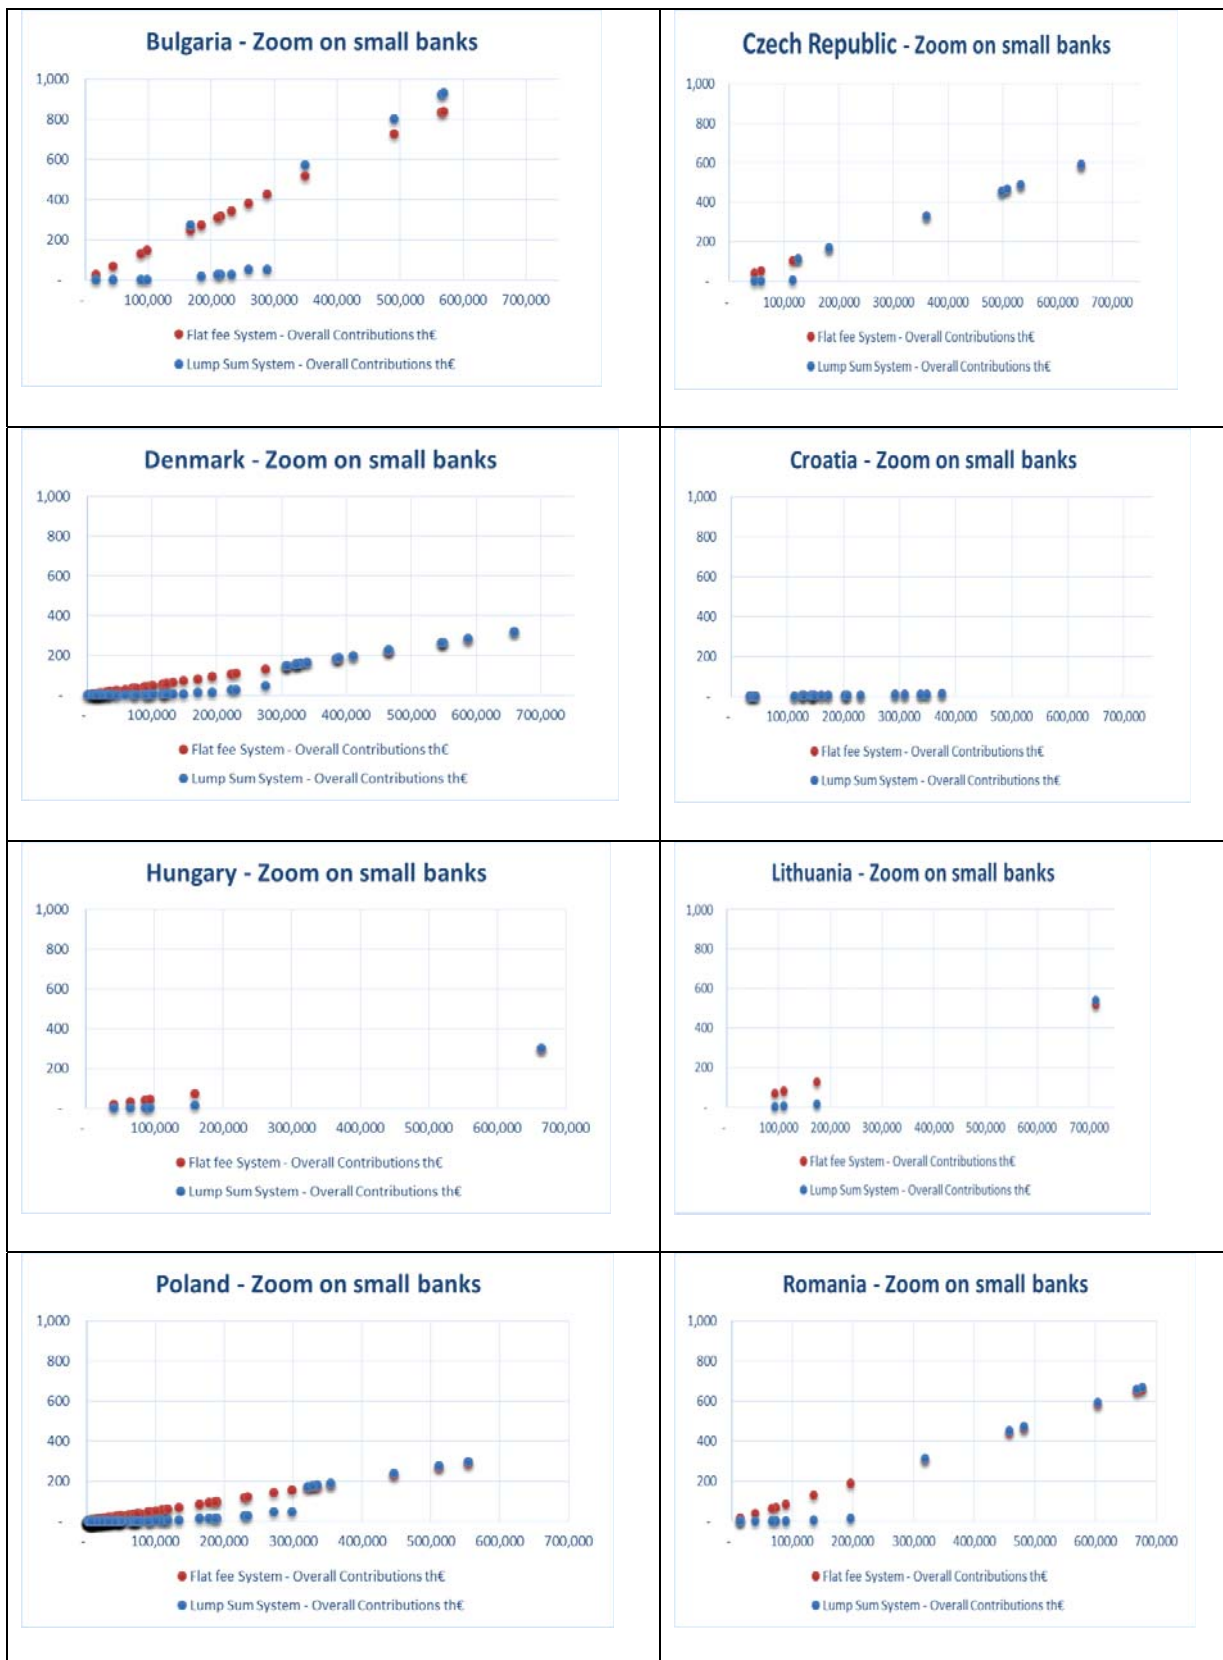 Bulgaria - Zoom on small banks
1,000
800
600
400
200
-
- 100,000 200,000 300,000 400,000 500,000 600,000 700,000
Flat fee System - Overall Contributions th€
Lump Sum System - Overall Contributions th€
Czech Republic - Zoom on small banks
1,000
800
600
400
200
-
- 100,000 200,000 300,000 400,000 500,000 600,000 700,000
Flat fee System - Overall Contributions th€
Lump Sum System - Overall Contributions th€
Denmark - Zoom on small banks
1,000
800
600
400
200
-
- 100,000 200,000 300,000 400,000 500,000 600,000 700,000
Flat fee System - Overall Contributions th€
Lump Sum System - Overall Contributions th€
Croatia - Zoom on small banks
1,000
800
600
400
200
-
- 100,000 200,000 300,000 400,000 500,000 600,000 700,000
Flat fee System - Overall Contributions th€
Lump Sum System - Overall Contributions th€
Hungary - Zoom on small banks
1,000
800
600
400
200
-
- 100,000 200,000 300,000 400,000 500,000 600,000 700,000
Flat fee System - Overall Contributions th€
Lump Sum System - Overall Contributions th€
Lithuania - Zoom on small banks
1,000
800
600
400
200
-
- 100,000 200,000 300,000 400,000 500,000 600,000 700,000
Flat fee System - Overall Contributions th€
Lump Sum System - Overall Contributions th€
Poland - Zoom on small banks
1,000
800
600
400
200
-
- 100,000 200,000 300,000 400,000 500,000 600,000 700,000
Flat fee System - Overall Contributions th€
Lump Sum System - Overall Contributions th€
Romania - Zoom on small banks
1,000
800
600
400
200
-
- 100,000 200,000 300,000 400,000 500,000 600,000 700,000
Flat fee System - Overall Contributions th€
Lump Sum System - Overall Contributions th€